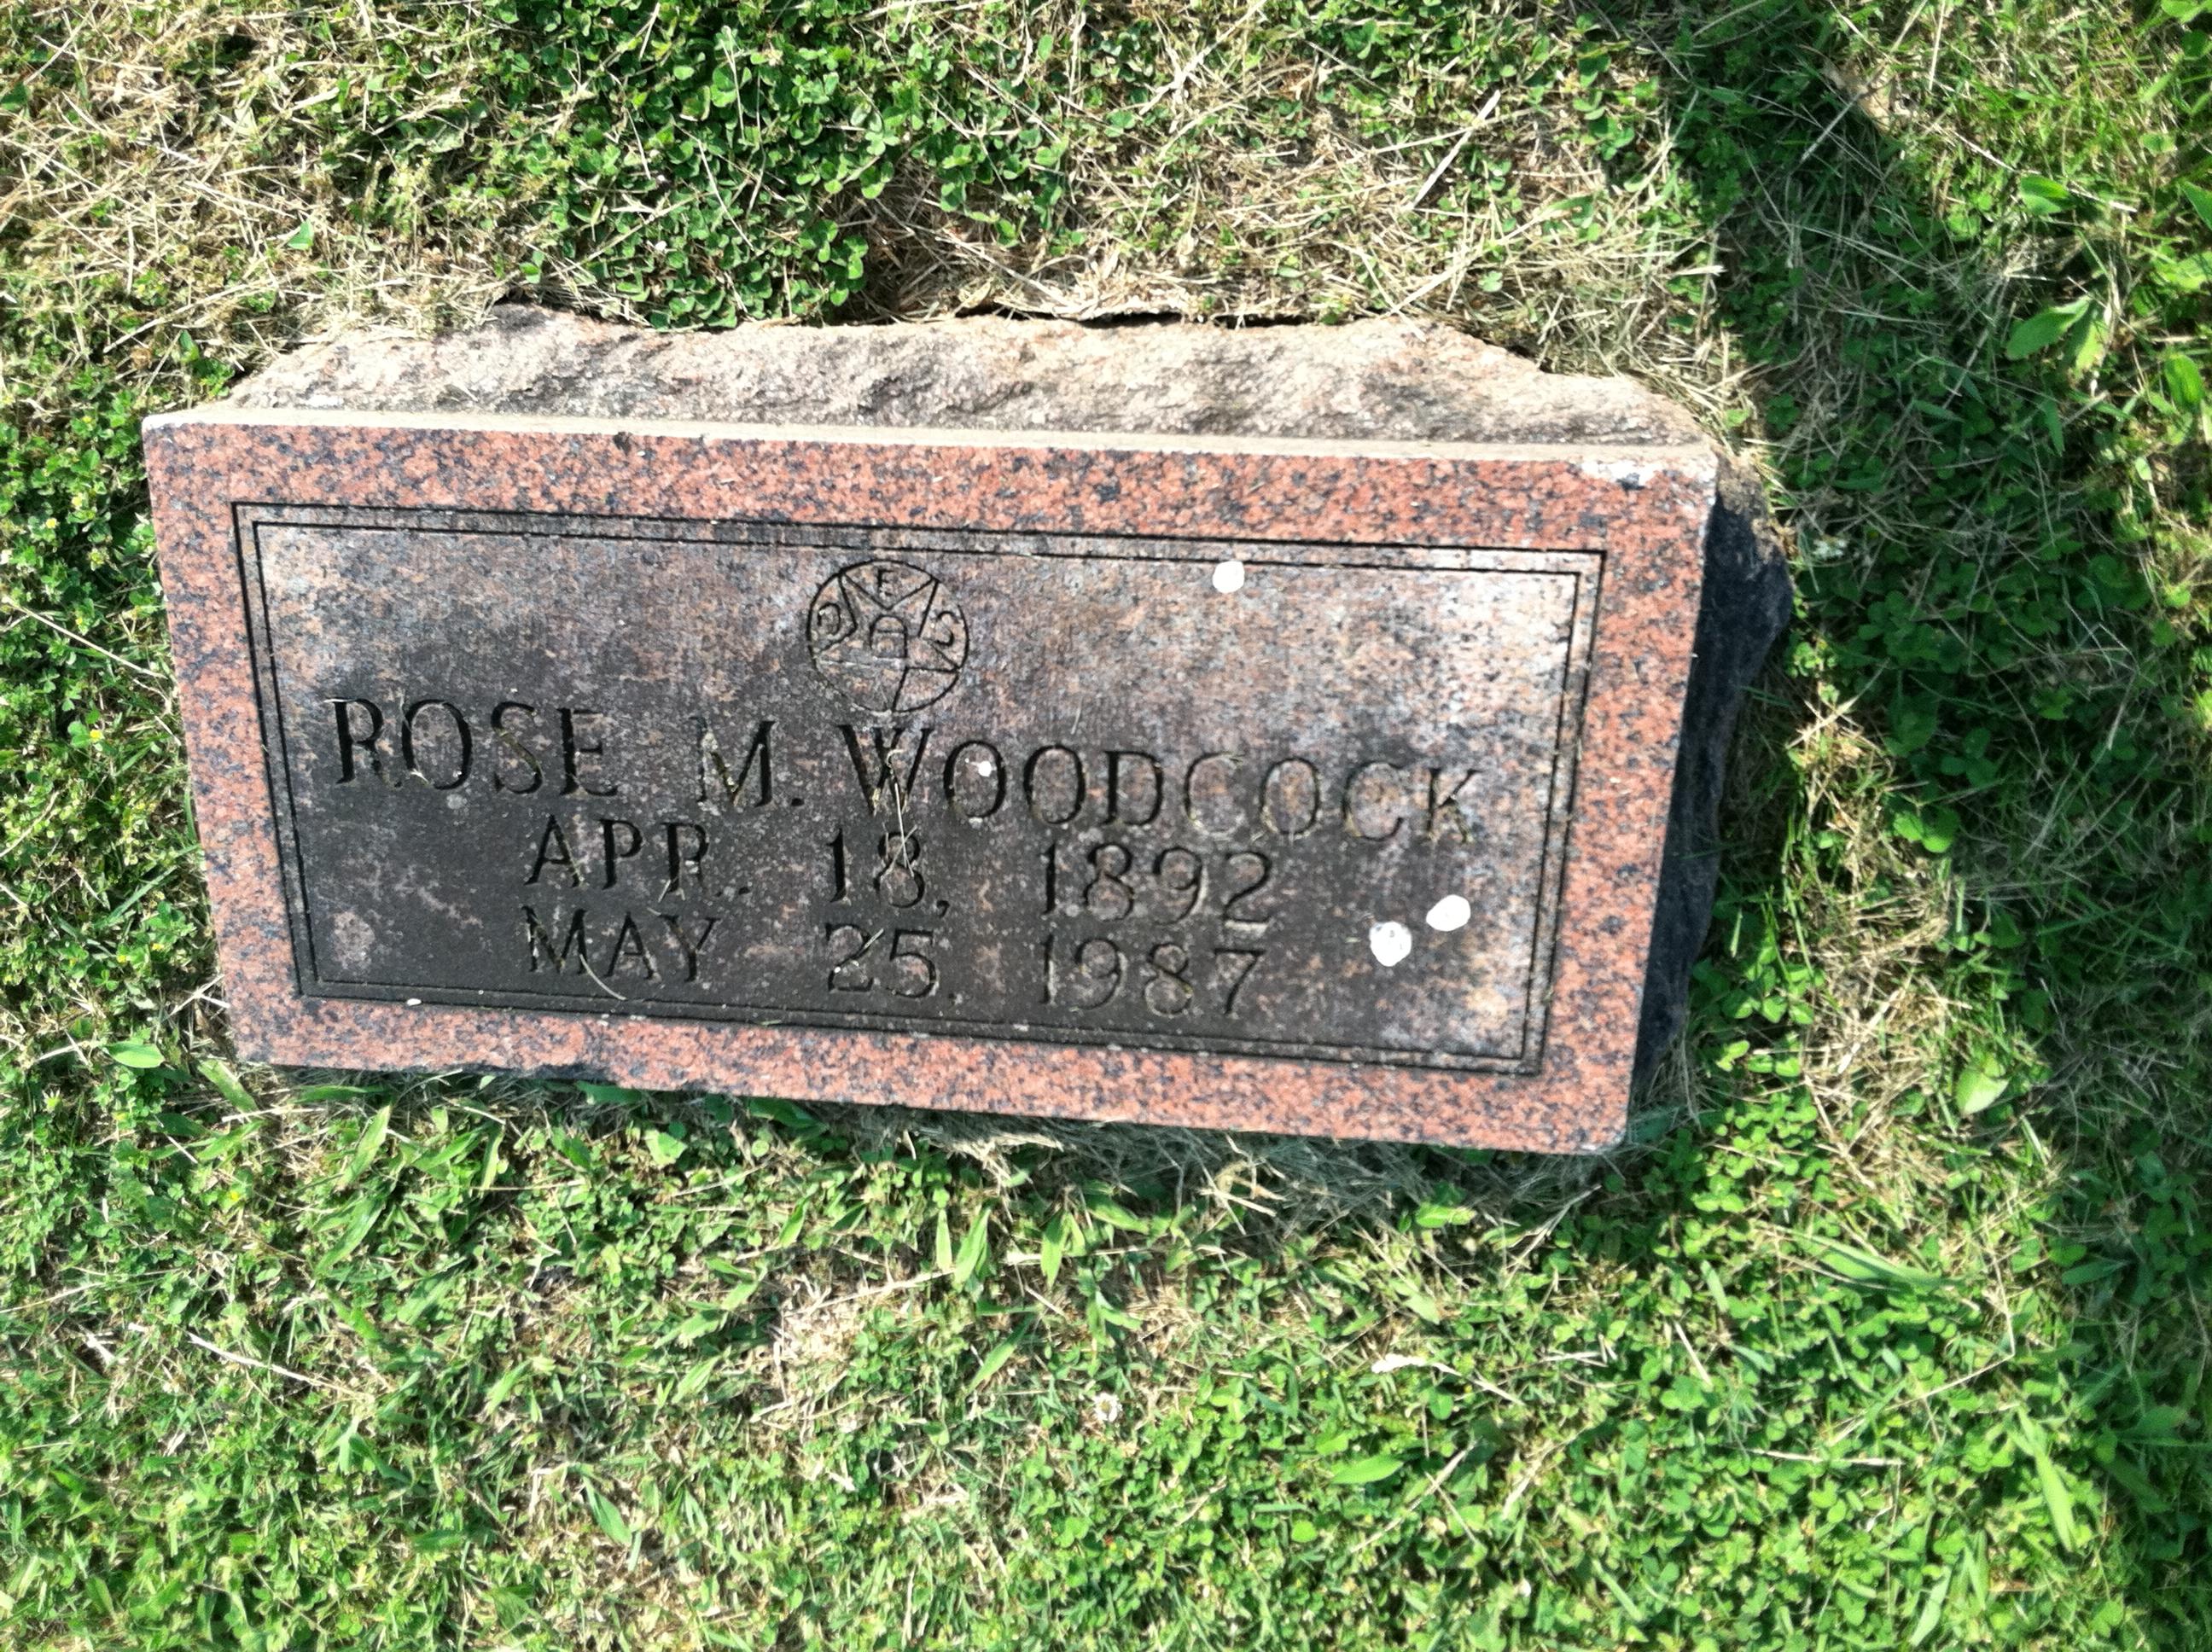 F
D C
A
ROSE M. WOODCOCK
APR. 18, 1892
MAY 25, 1987